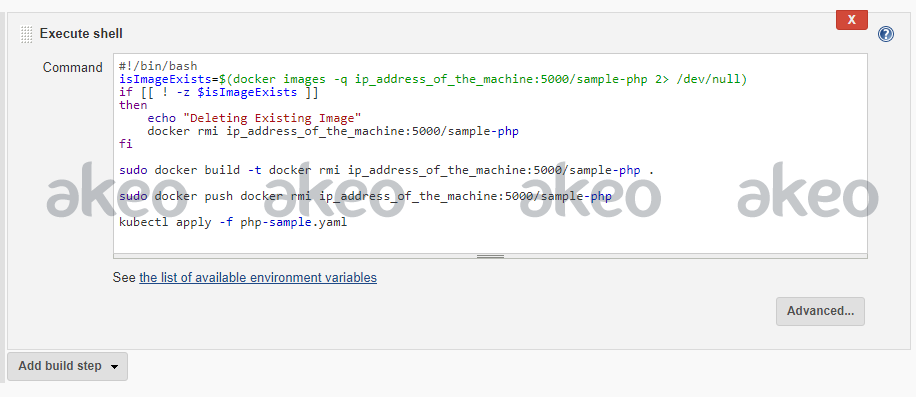 X
Execute shell
?
Command
#!/bin/bash
isImageExists=$(docker images -q ip_address_of_the_machine:5000/sample-php 2> /dev/null)
if [[ ! -z $isImageExists ]]
then
    echo "Deleting Existing Image"
    docker rmi ip_address_of_the_machine:5000/sample-php
fi
sudo docker build -t docker rmi ip_address_of_the_machine:5000/sample-php .
akeo akeo akeo akeo
sudo docker push docker rmi ip_address_of_the_machine:5000/sample-php
kubectl apply -f php-sample.yaml
See the list of available environment variables
Advanced...
Add build step